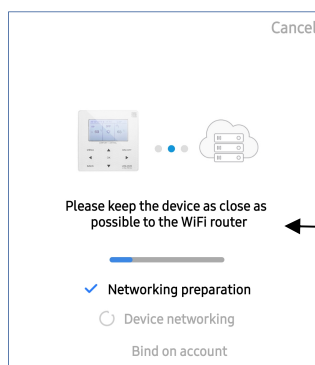 Cancel
Please keep the device as close as
possible to the WiFi router
Networking preparation
Device networking
Bind on account